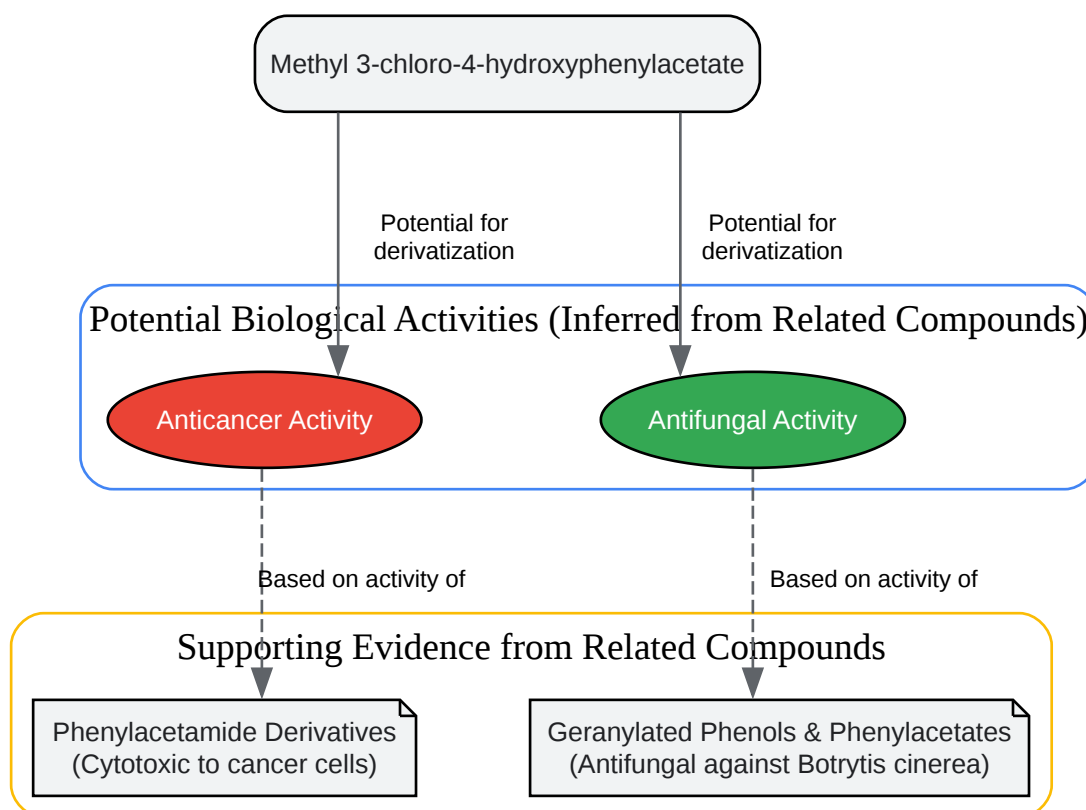 Methyl 3-chloro-4-hydroxyphenylacetate
Potential for
derivatization
Potential for
derivatization
Potential Biological Activities (Inferred from Related Compounds)
Anticancer Activity
Antifungal Activity
Based on activity of
Based on activity of
Supporting Evidence from Related Compounds
Phenylacetamide Derivatives
(Cytotoxic to cancer cells)
Geranylated Phenols & Phenylacetates
(Antifungal against Botrytis cinerea)